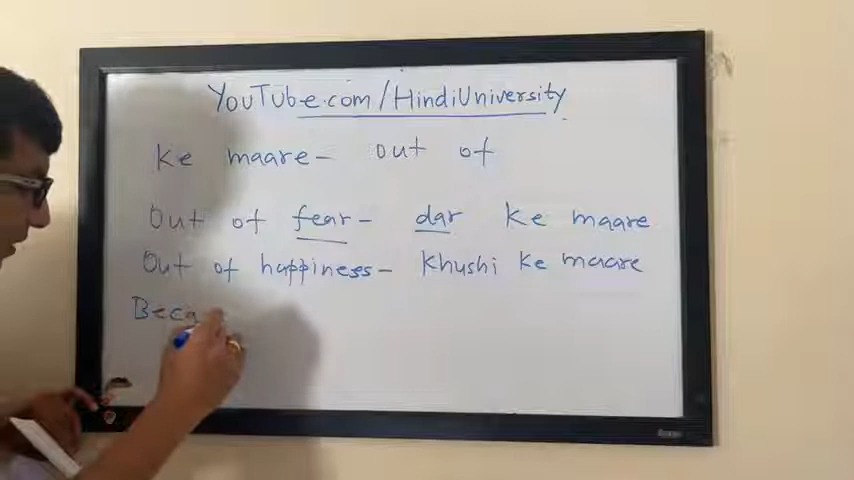 YouTube.com/HindiUniversity
Ke maare- out of
Out of fear- dar ke maare
Out of happiness- Khushi ke maare
Beca